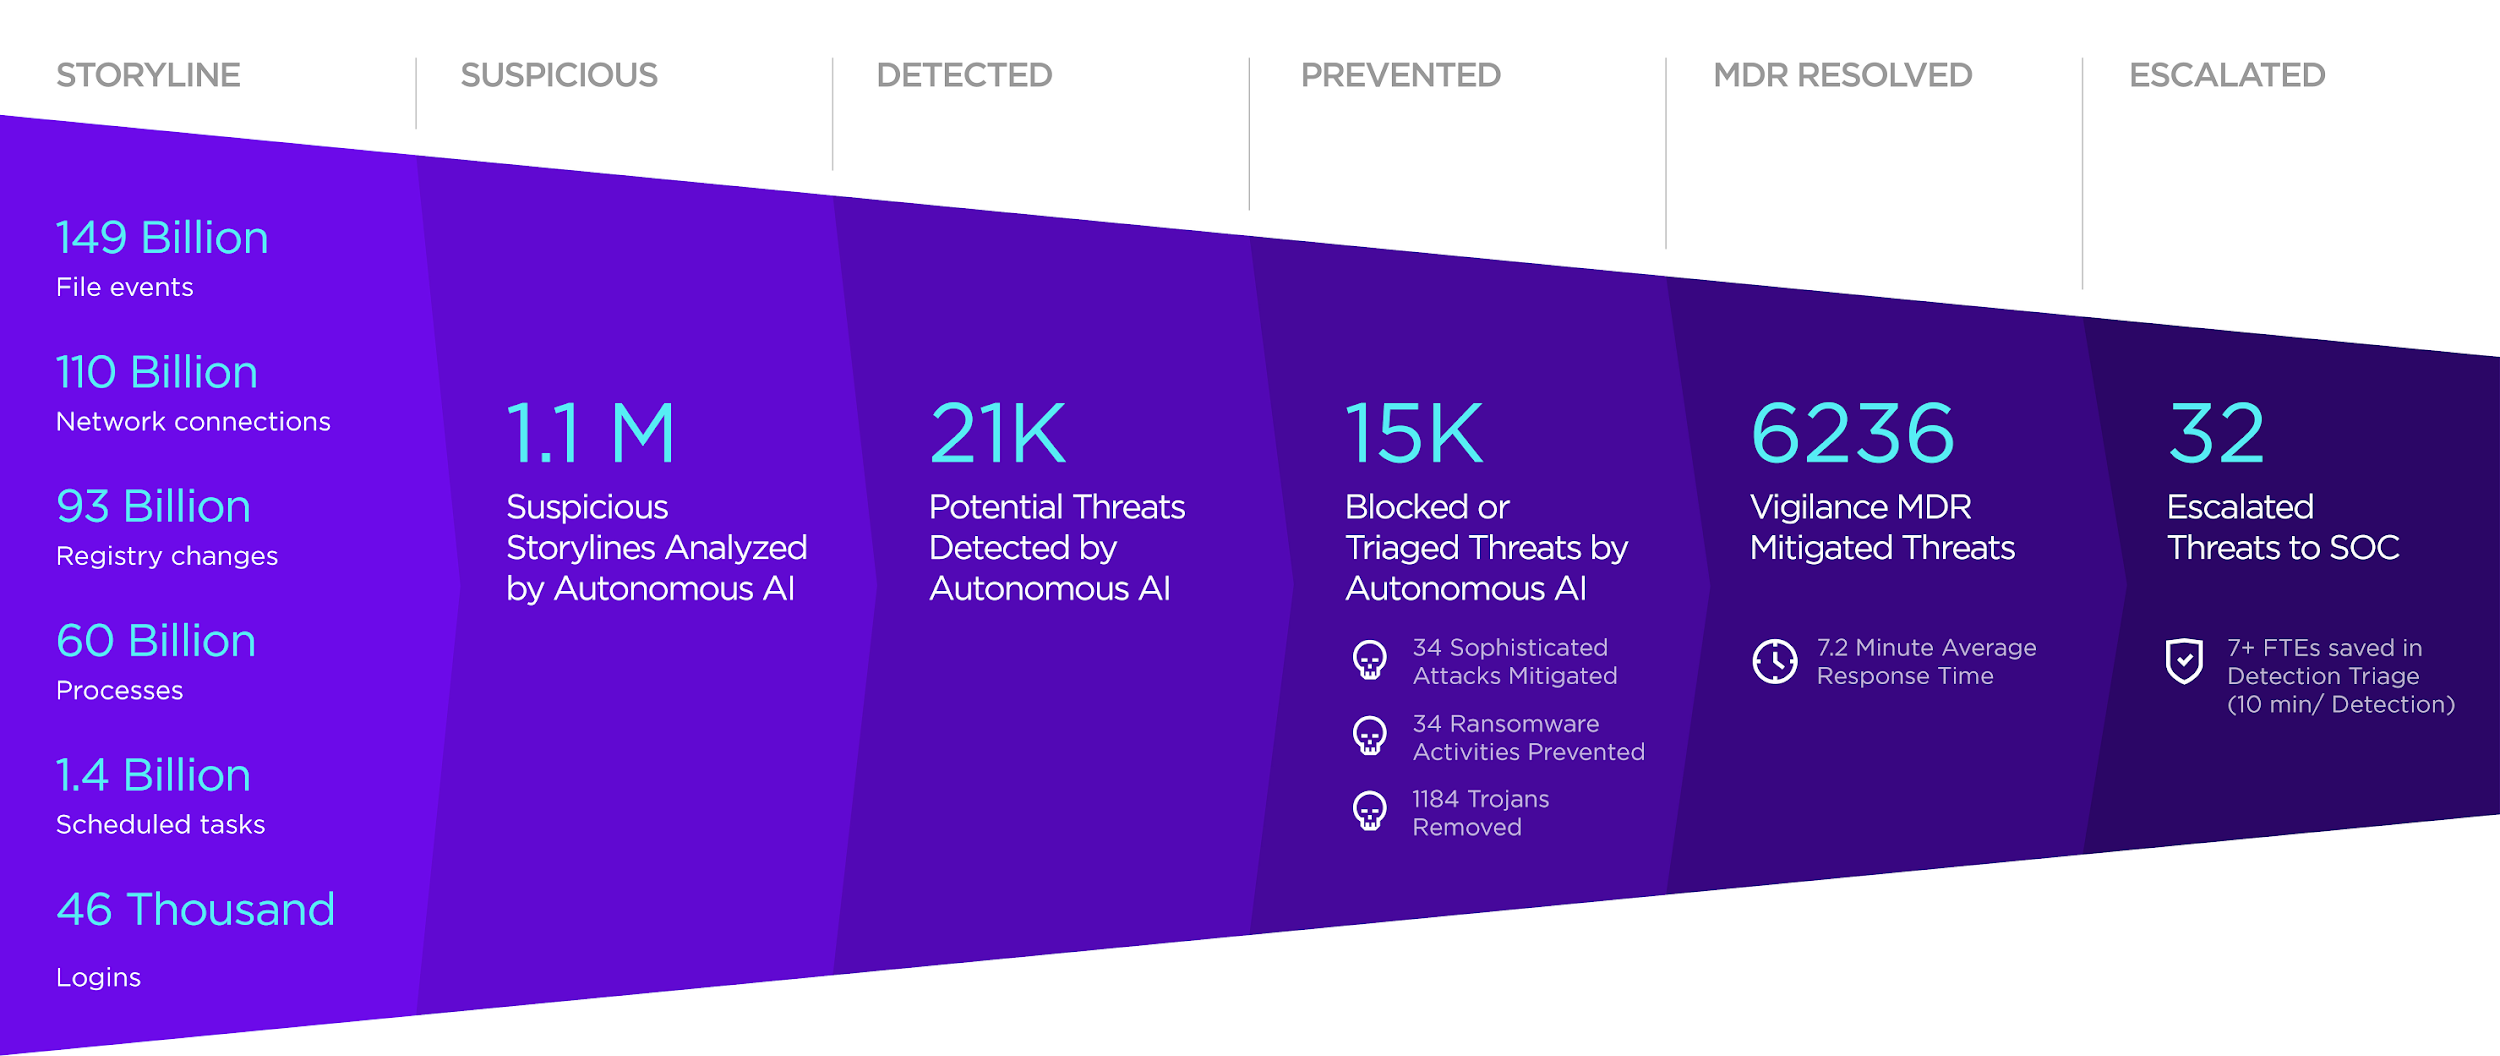 STORYLINE
SUSPICIOUS
DETECTED
PREVENTED
MDR RESOLVED
ESCALATED
149 Billion
File events
110 Billion
Network connections
93 Billion
Registry changes
60 Billion
Processes
1.4 Billion
Scheduled tasks
46 Thousand
Logins
1.1 M
Suspicious
Storylines Analyzed
by Autonomous AI
21K
Potential Threats
Detected by
Autonomous AI
15K
Blocked or
Triaged Threats by
Autonomous AI
34 Sophisticated
Attacks Mitigated
34 Ransomware
Activities Prevented
1184 Trojans
Removed
6236
Vigilance MDR
Mitigated Threats
7.2 Minute Average
Response Time
32
Escalated
Threats to SOC
7+ FTEs saved in
Detection Triage
(10 min/ Detection)